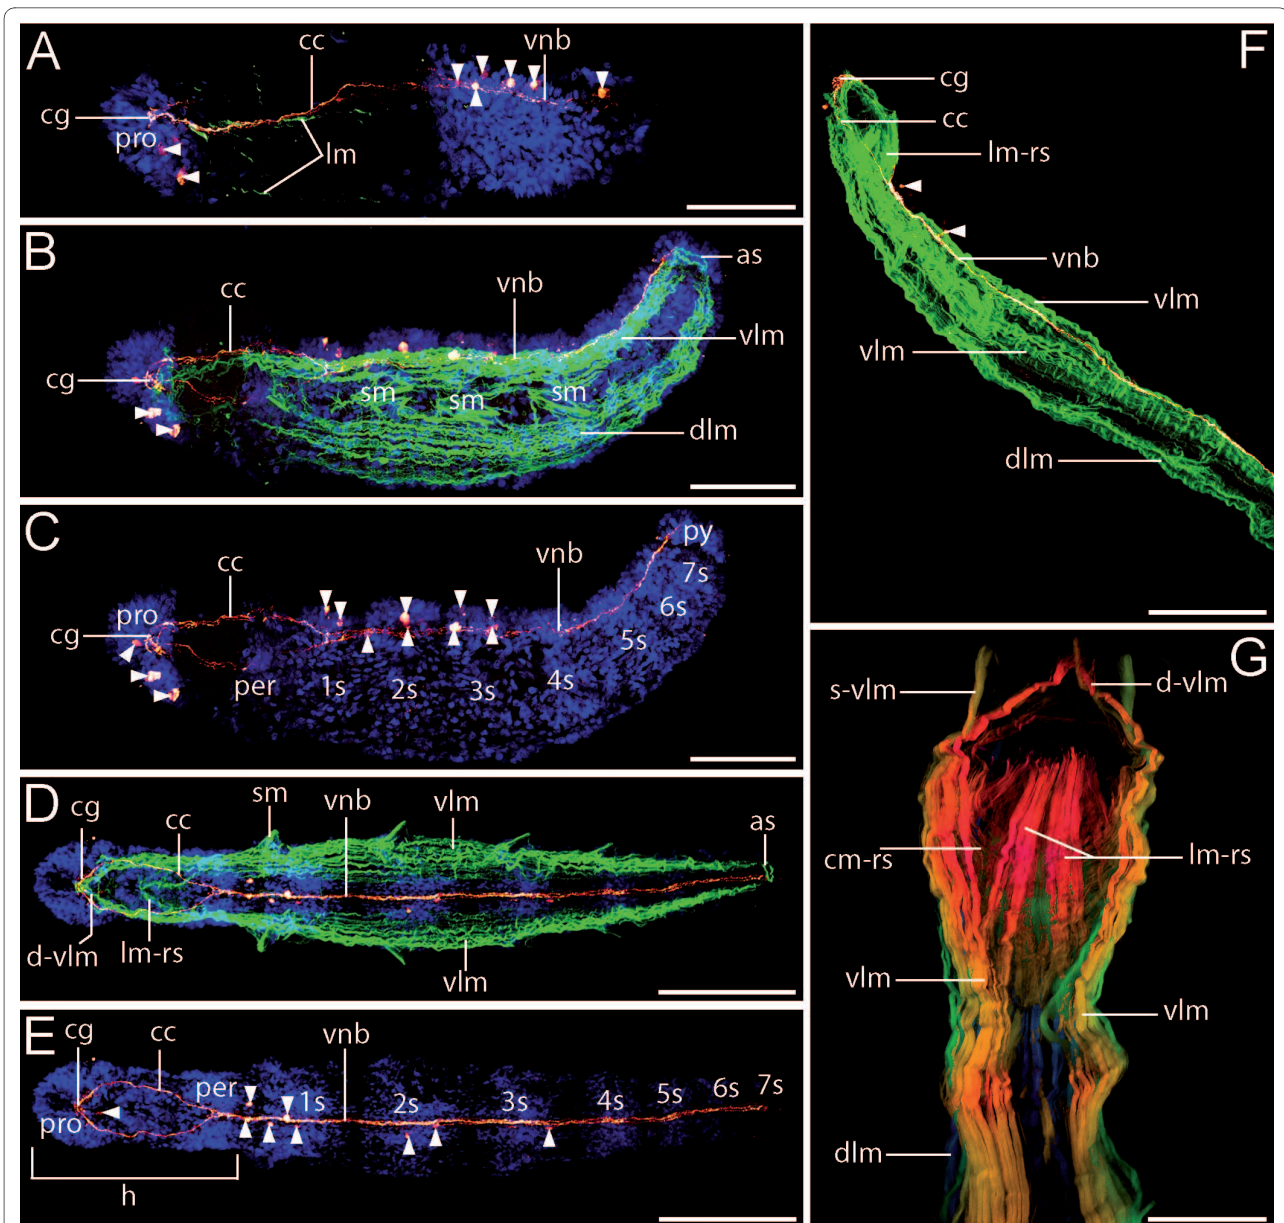 A
cc
vnb
cg
pro
lm
B
as
cc
vnb
vlm
cg
sm
sm
sm
dlm
C
py
cc
vnb
7s
pro
6s
cg
5s
per
1s
2s
3s
4s
D
sm
vnb
vlm
cg
cc
as
d-vlm
lm-rs
vlm
E
cg
cc
vnb
per
1s
2s
3s
4s
5s
6s
7s
pro
h
F
cg
cc
lm-rs
vnb
vlm
vlm
dlm
G
s-vlm
d-vlm
cm-rs
lm-rs
vlm
vlm
dlm